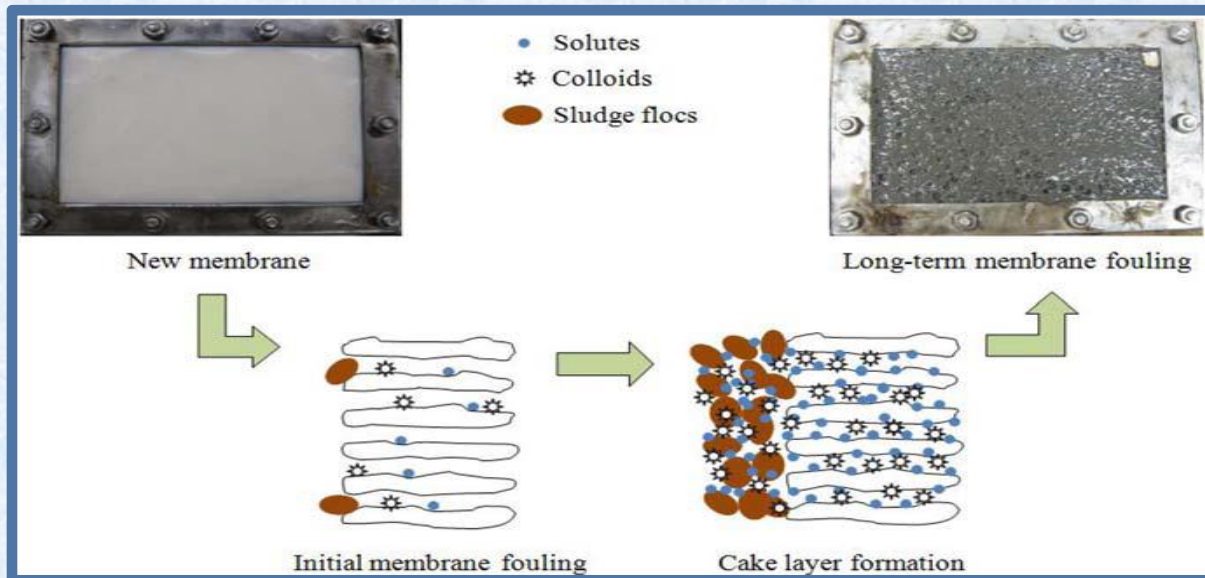 Solutes
Colloids
Sludge flocs
New membrane
Long-term membrane fouling
Initial membrane fouling
Cake layer formation